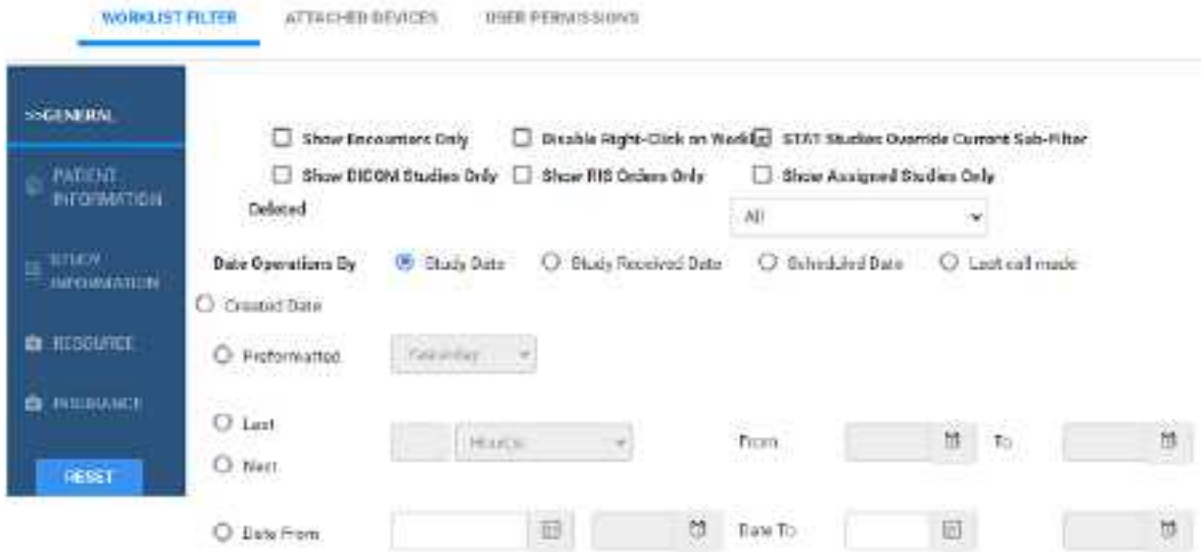 WORKLIST FILTER ATTACHED DEVICES USER PERMISSIONS
>>GENERAL
Show Encounters Only Disable Right-Click on Worklist STAT Studies Override Current Sub-Filter
PATIENT INFORMATION
Show DICOM Studies Only Show RIS Orders Only Show Assigned Studies Only
Deleted All
STUDY INFORMATION
Date Operations By Study Date Study Received Date Scheduled Date Last call made
Created Date
RESOURCE
Preformatted Yesterday
INSURANCE
Last
Hour(s) From To
Next
RESET
Date From Date To